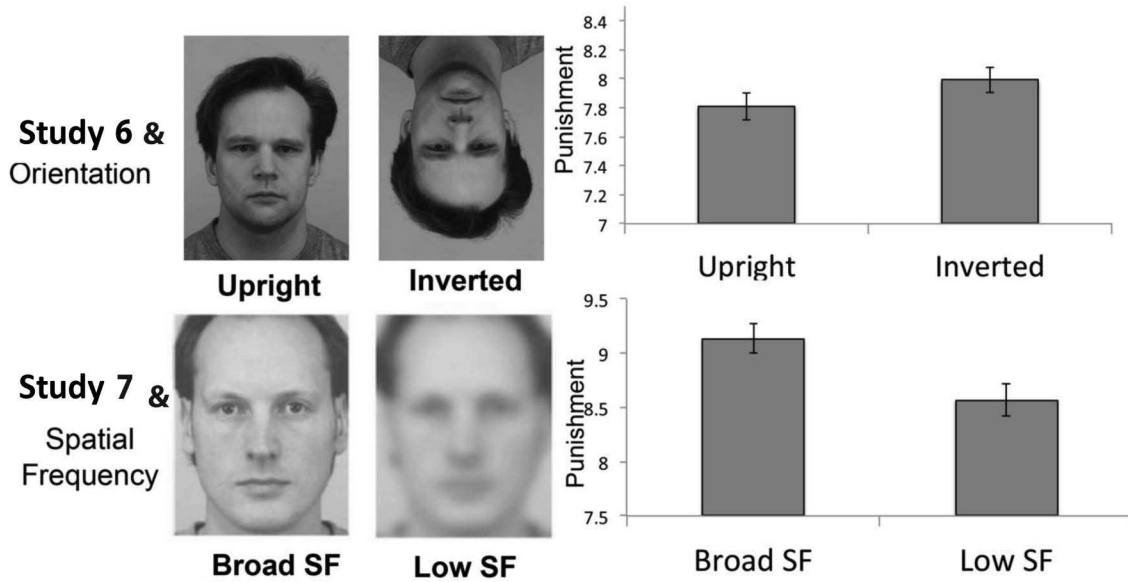 Study 6 &
Orientation
Upright
Inverted
Punishment
8.4
8.2
8
7.8
7.6
7.4
7.2
7
Upright
Inverted
Study 7 &
Spatial
Frequency
Broad SF
Low SF
Punishment
9.5
9
8.5
8
7.5
Broad SF
Low SF